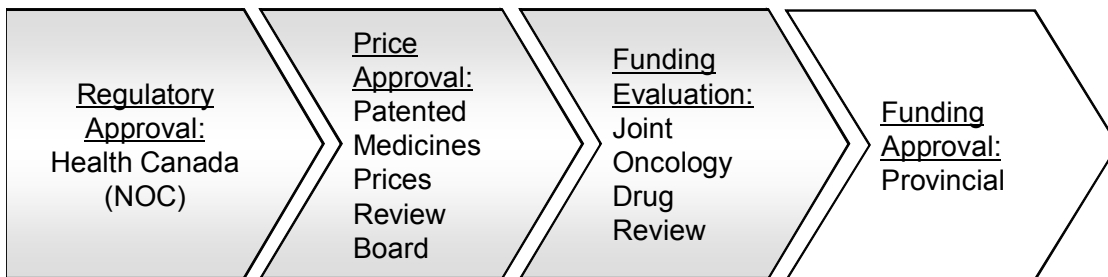 Regulatory
Approval:
Health Canada
(NOC)
Price
Approval:
Patented
Medicines
Prices
Review
Board
Funding
Evaluation:
Joint
Oncology
Drug
Review
Funding
Approval:
Provincial